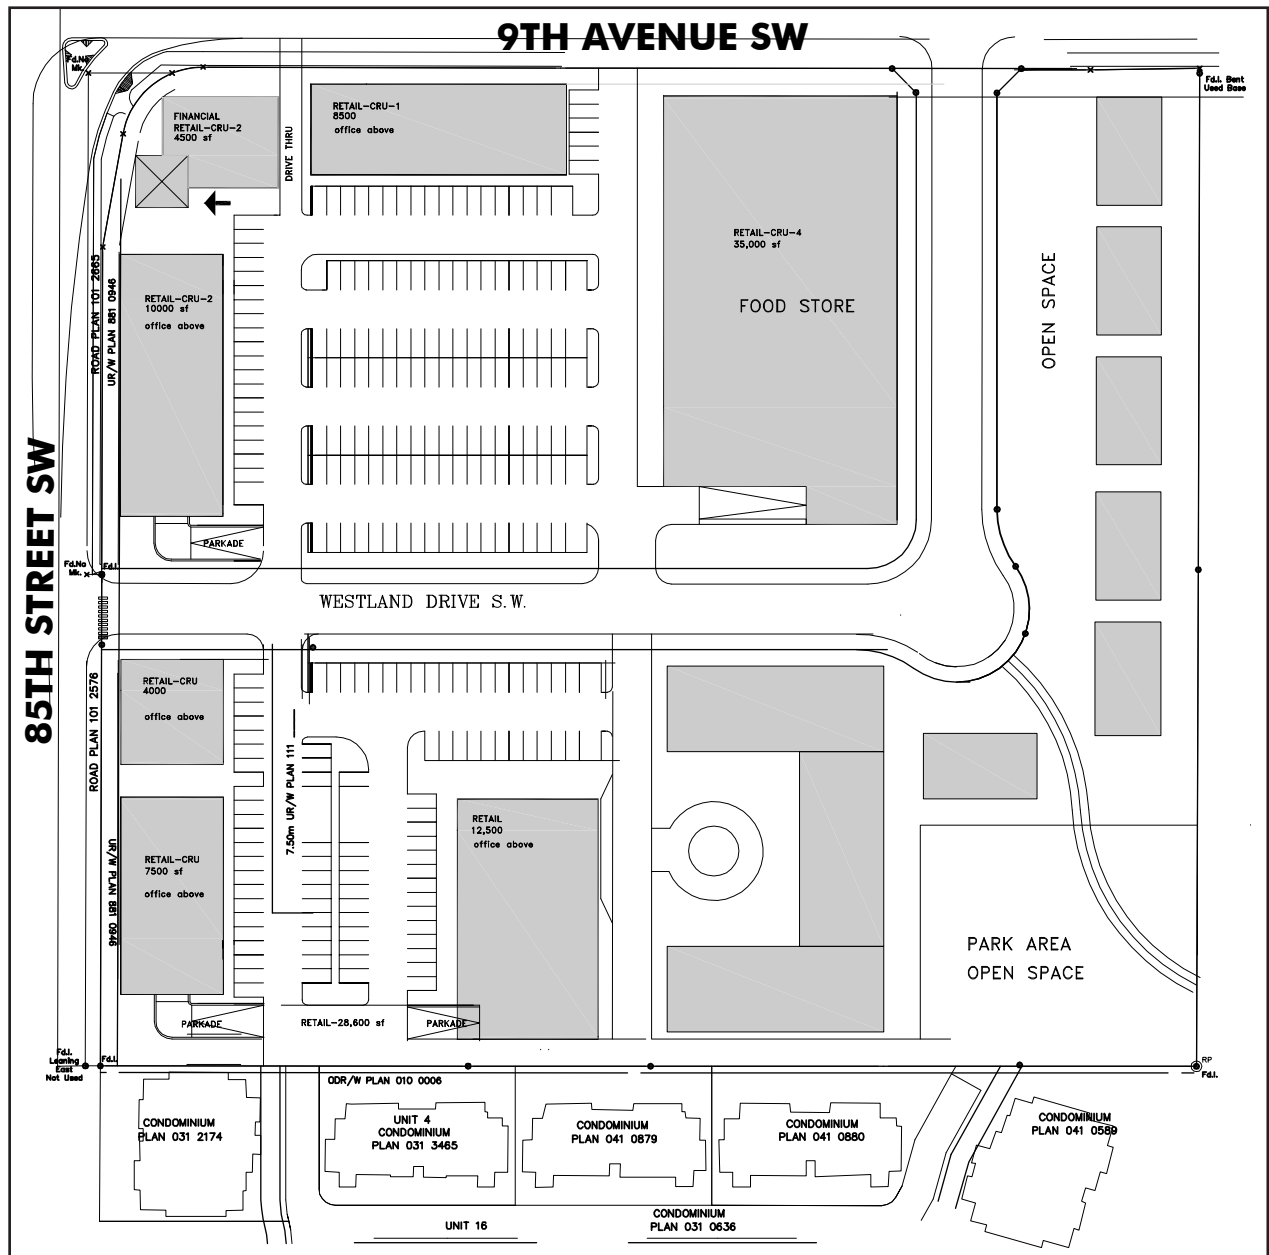 9TH AVENUE SW
Fd.No
Mk.
Fd.I. Bent
Used Base
FINANCIAL
RETAIL-CRU-2
4500 sf
DRIVE THRU
RETAIL-CRU-1
8500
office above
RETAIL-CRU-4
35,000 sf
FOOD STORE
OPEN SPACE
ROAD PLAN 101 2665
UR/W PLAN 881 0946
RETAIL-CRU-2
10000 sf
office above
85TH STREET SW
PARKADE
Fd.No
Mk.
Fd.I.
WESTLAND DRIVE S.W.
RETAIL-CRU
4000
office above
ROAD PLAN 101 2576
7.50m UR/W PLAN 111
RETAIL
12,500
office above
RETAIL-CRU
7500 sf
office above
UR/W PLAN 881 0946
PARK AREA
OPEN SPACE
PARKADE
RETAIL-28,600 sf
PARKADE
Fd.I.
Leaning
East
Not Used
Fd.I.
RP
Fd.I.
ODR/W PLAN 010 0006
CONDOMINIUM
PLAN 031 2174
UNIT 4
CONDOMINIUM
PLAN 031 3465
CONDOMINIUM
PLAN 041 0879
CONDOMINIUM
PLAN 041 0880
CONDOMINIUM
PLAN 041 0589
UNIT 16
CONDOMINIUM
PLAN 031 0636